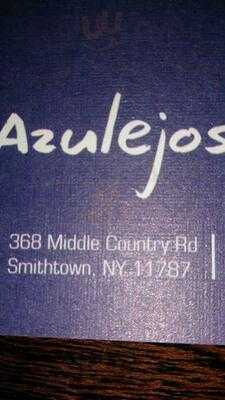 Azulejos
368 Middle Country Rd
Smithtown, NY 11787